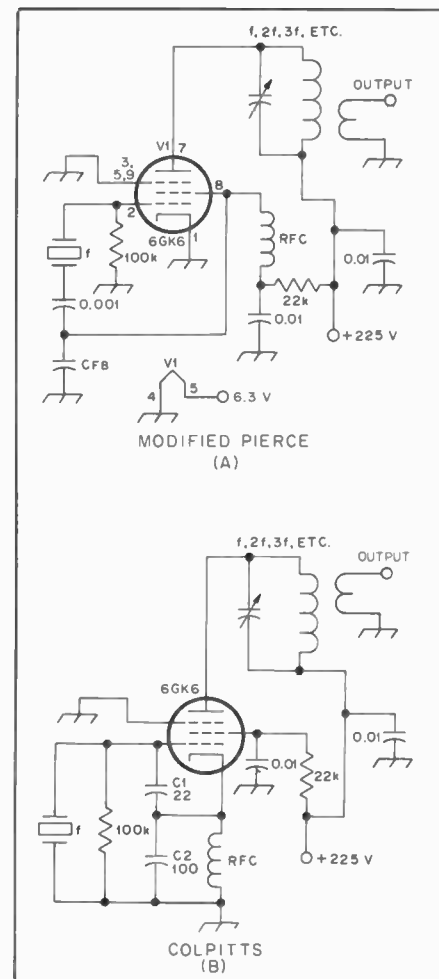 f, 2f, 3f, ETC.
OUTPUT
V1
7
3,
5,9
8
2
6GK6
1
RFC
f
100k
0.01
22k
0.01
0.001
+225 V
CFB
V1
4
5
6.3 V
MODIFIED PIERCE
(A)
f, 2f, 3f, ETC.
OUTPUT
6GK6
0.01
0.01
22k
C1
22
f
100k
C2
100
RFC
+225 V
COLPITTS
(B)